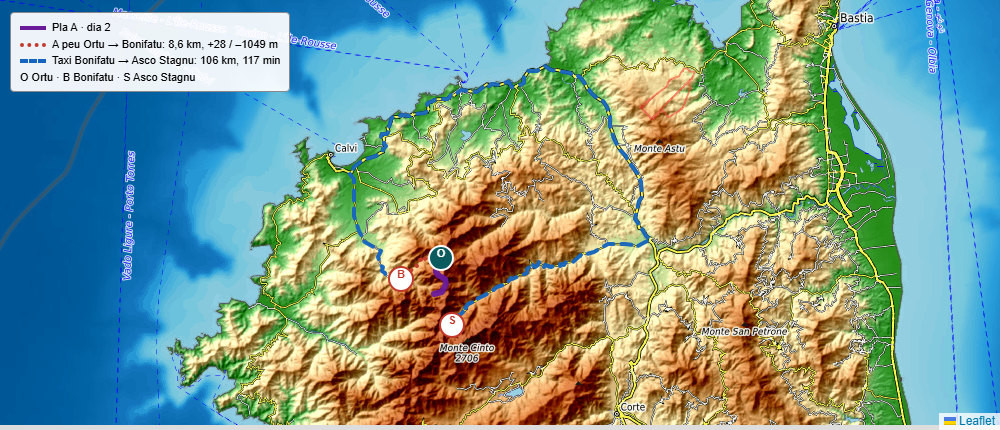 Pla A · dia 2
A peu Ortu → Bonifatu: 8,6 km, +28 / −1049 m
Taxi Bonifatu → Asco Stagnu: 106 km, 117 min
O Ortu · B Bonifatu · S Asco Stagnu
Bastia
Genova - Olbia
Calvi
Monte Astu
Vado Ligure - Porto Torres
O
B
S
Monte Cinto
2706
Monte San Petrone
Corte
Leaflet